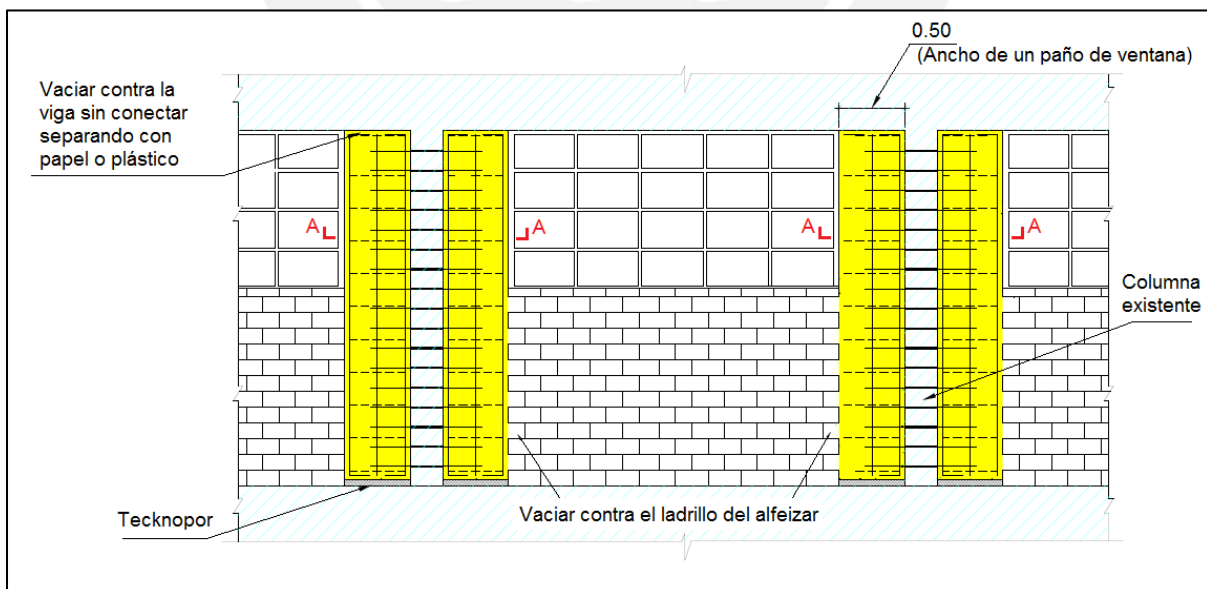 0.50
(Ancho de un paño de ventana)
Vaciar contra la
viga sin conectar
separando con
papel o plástico
A
A
A
A
Columna
existente
Tecknopor
Vaciar contra el ladrillo del alfeizar